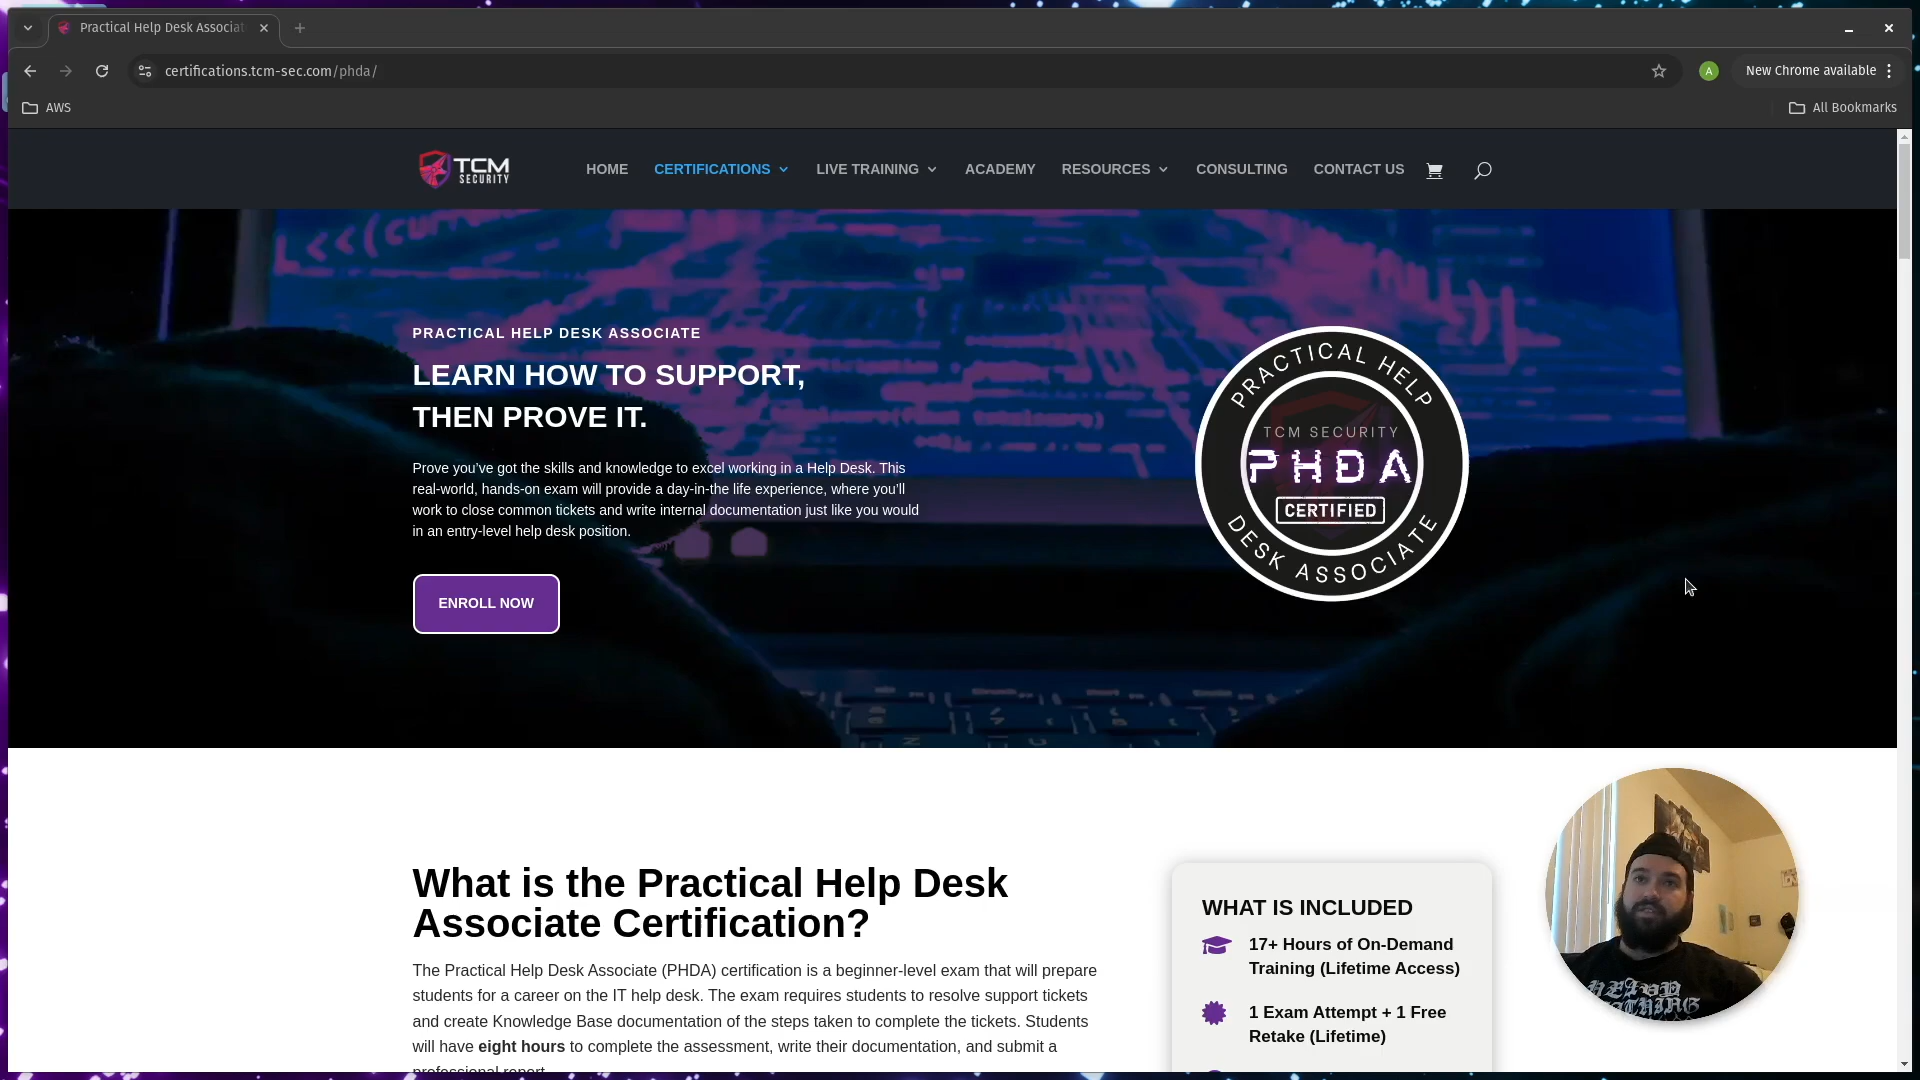 Practical Help Desk Associat
certifications.tcm-sec.com/phda/
A
New Chrome available
AWS
All Bookmarks
TCM
SECURITY
HOME
CERTIFICATIONS
LIVE TRAINING
ACADEMY
RESOURCES
CONSULTING
CONTACT US
PRACTICAL HELP DESK ASSOCIATE
LEARN HOW TO SUPPORT,
THEN PROVE IT.
Prove you’ve got the skills and knowledge to excel working in a Help Desk. This
real-world, hands-on exam will provide a day-in-the life experience, where you’ll
work to close common tickets and write internal documentation just like you would
in an entry-level help desk position.
ENROLL NOW
PRACTICAL HELP
TCM SECURITY
PHDA
CERTIFIED
DESK ASSOCIATE
What is the Practical Help Desk
Associate Certification?
The Practical Help Desk Associate (PHDA) certification is a beginner-level exam that will prepare
students for a career on the IT help desk. The exam requires students to resolve support tickets
and create Knowledge Base documentation of the steps taken to complete the tickets. Students
will have eight hours to complete the assessment, write their documentation, and submit a
professional report.
WHAT IS INCLUDED
17+ Hours of On-Demand
Training (Lifetime Access)
1 Exam Attempt + 1 Free
Retake (Lifetime)